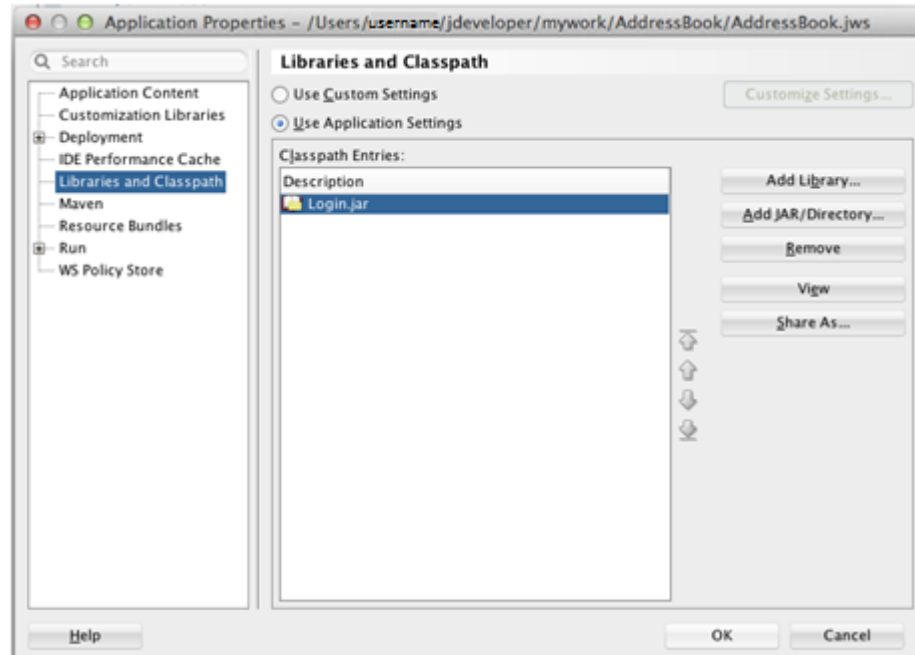 Application Properties – /Users/username/jdeveloper/mywork/AddressBook/AddressBook.jws
Search
Application Content
Customization Libraries
Deployment
IDE Performance Cache
Libraries and Classpath
Maven
Resource Bundles
Run
WS Policy Store
Libraries and Classpath
Use Custom Settings
Customize Settings...
Use Application Settings
Classpath Entries:
Description
Login.jar
Add Library...
Add JAR/Directory...
Remove
View
Share As...
Help
OK
Cancel